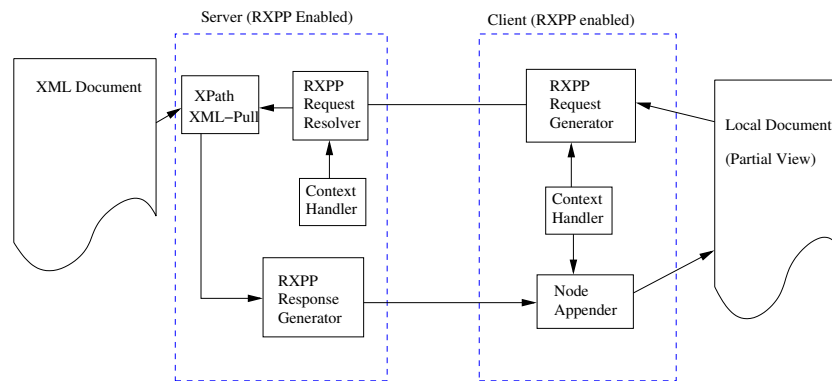 Server (RXPP Enabled)
Client (RXPP enabled)
XML Document
XPath
XML-Pull
RXPP
Request
Resolver
RXPP
Request
Generator
Local Document
(Partial View)
Context
Handler
Context
Handler
RXPP
Response
Generator
Node
Appender